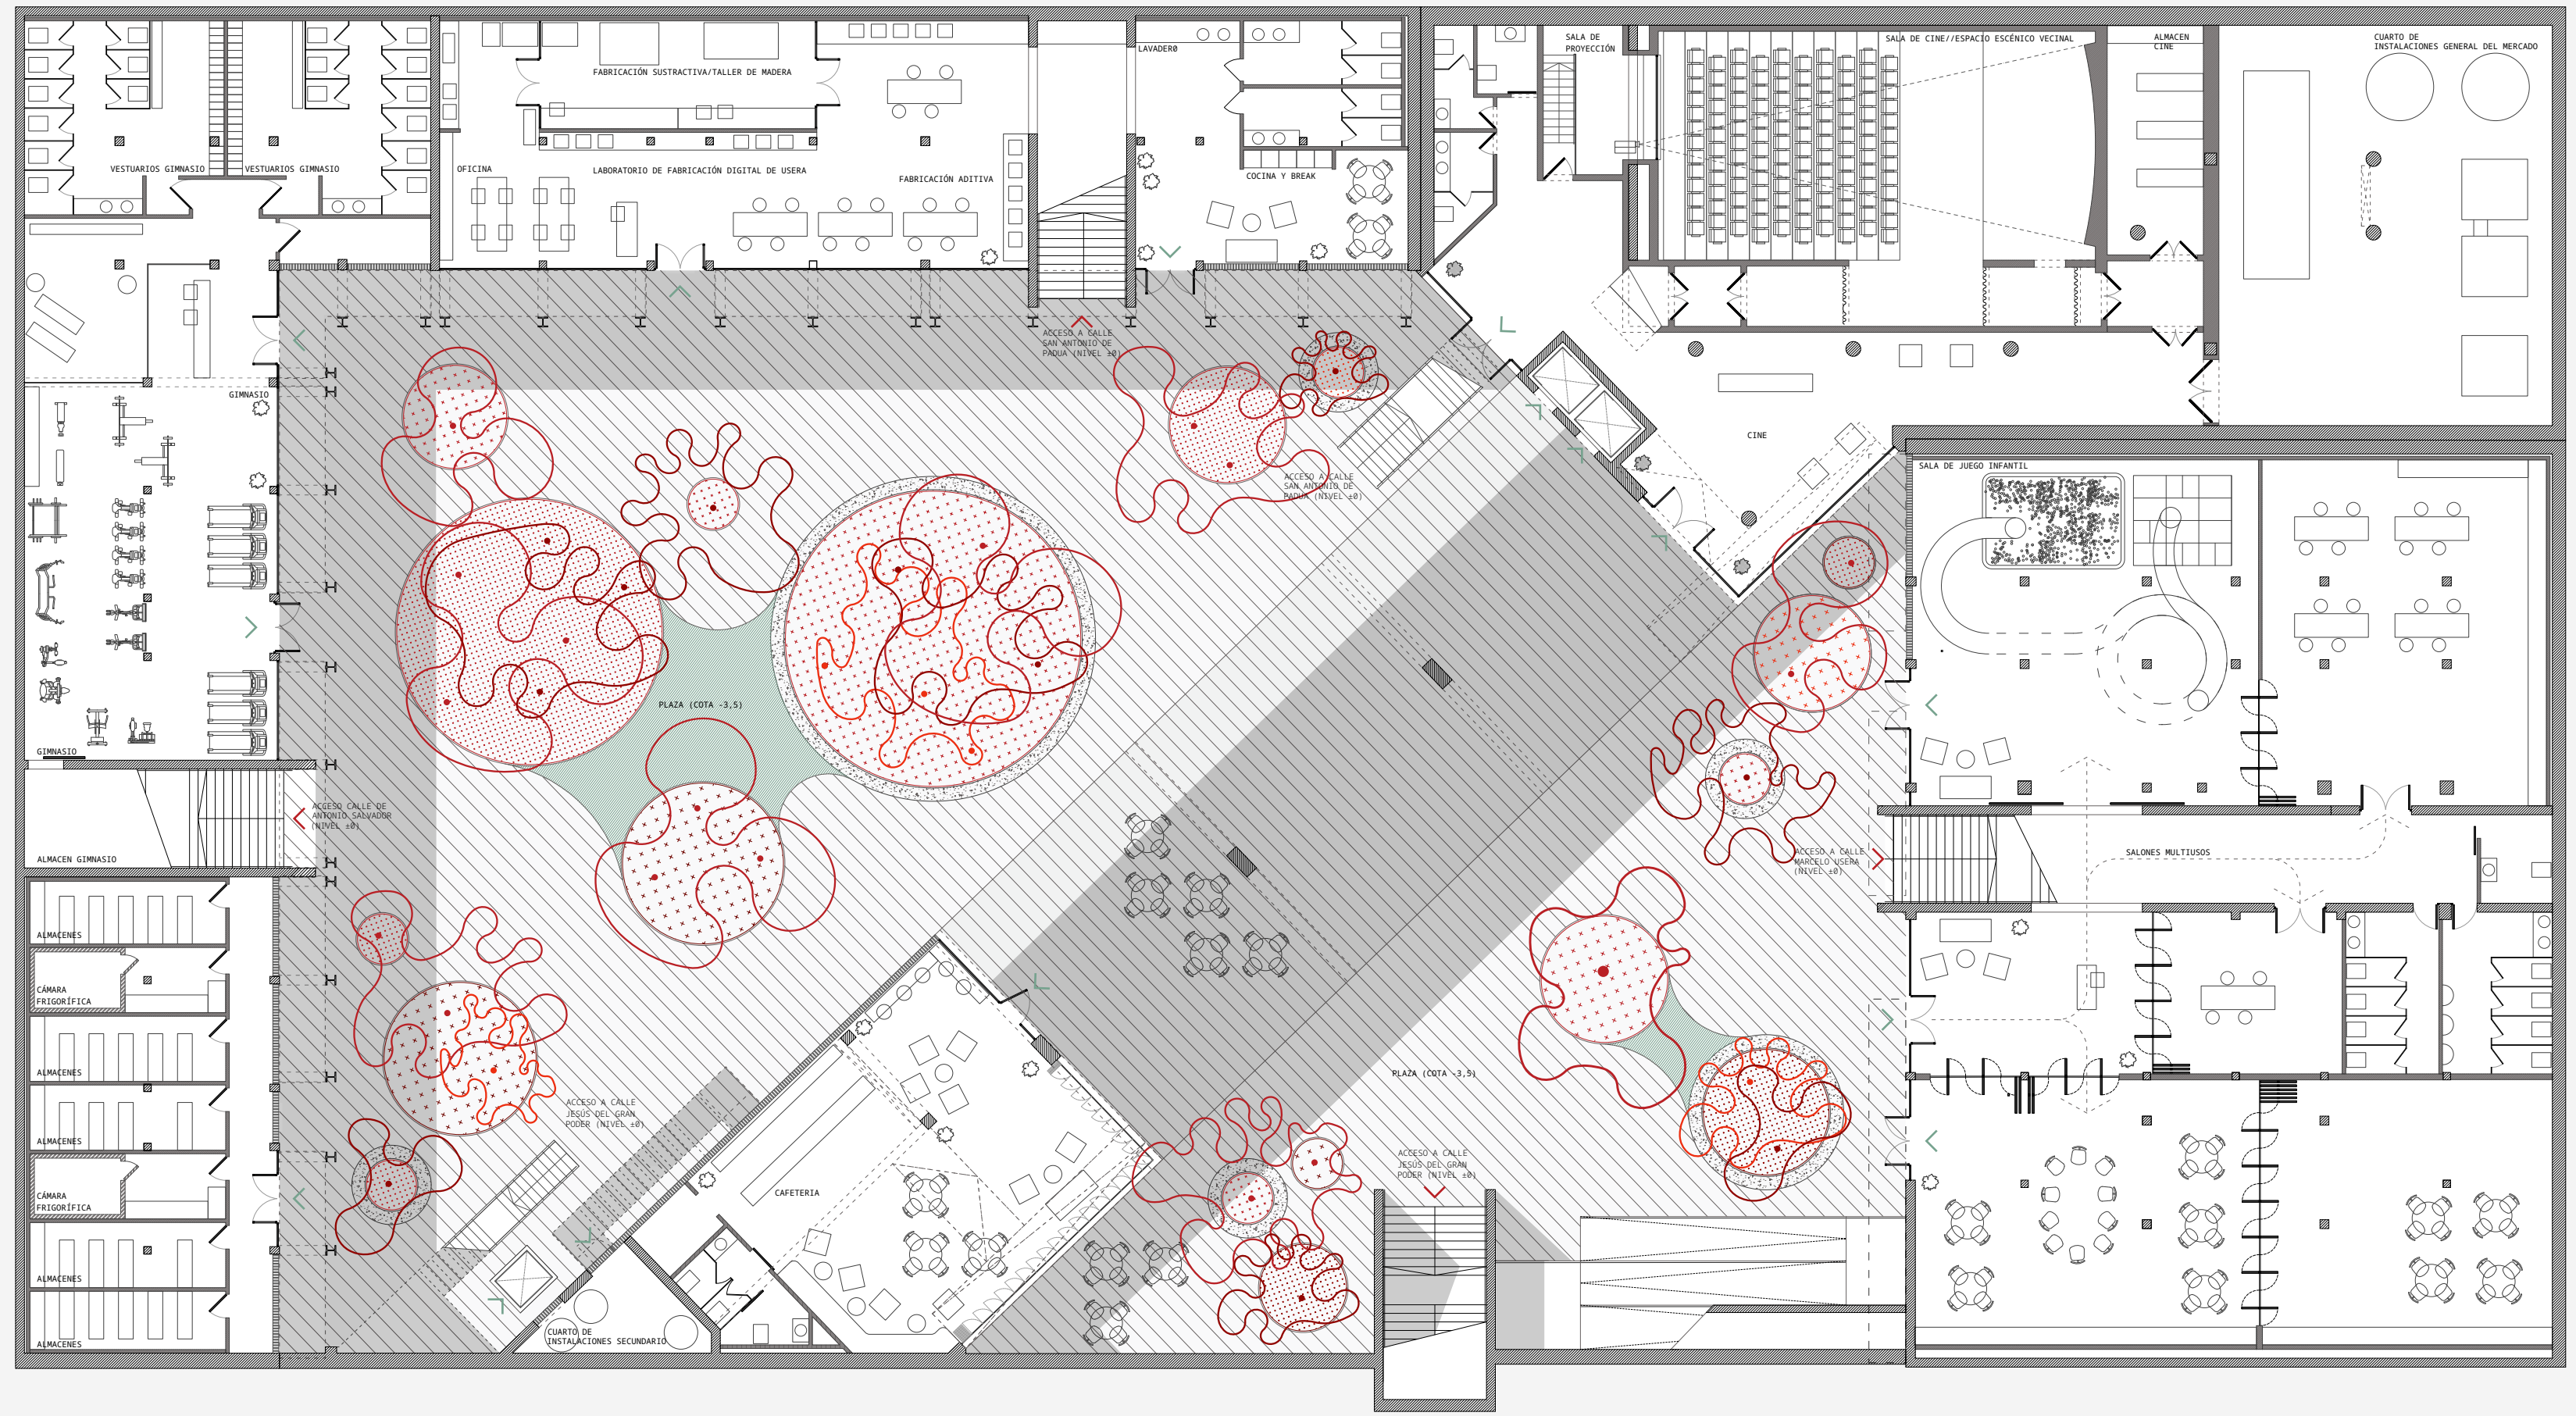 LAVADER0
SALA DE
PROYECCIÓN
SALA DE CINE//ESPACIO ESCÉNICO VECINAL
ALMACEN
CINE
CUARTO DE
INSTALACIONES GENERAL DEL MERCADO
FABRICACIÓN SUSTRACTIVA/TALLER DE MADERA
VESTUARIOS GIMNASIO
VESTUARIOS GIMNASIO
OFICINA
LABORATORIO DE FABRICACIÓN DIGITAL DE USERA
FABRICACIÓN ADITIVA
COCINA Y BREAK
ACCESO A CALLE
SAN ANTONIO DE
PADUA (NIVEL ±0)
GIMNASIO
CINE
SALA DE JUEGO INFANTIL
ACCESO A CALLE
SAN ANTONIO DE
PADUA (NIVEL ±0)
PLAZA (COTA -3,5)
GIMNASIO
ACCESO CALLE DE
ANTONIO SALVADOR
(NIVEL ±0)
ALMACEN GIMNASIO
ACCESO A CALLE
MARCELO USERA
(NIVEL ±0)
SALONES MULTIUSOS
ALMACENES
CÁMARA
FRIGORÍFICA
ALMACENES
PLAZA (COTA -3,5)
ACCESO A CALLE
JESÚS DEL GRAN
PODER (NIVEL ±0)
ALMACENES
ACCESO A CALLE
JESÚS DEL GRAN
PODER (NIVEL ±0)
CÁMARA
FRIGORÍFICA
CAFETERIA
ALMACENES
CUARTO DE
INSTALACIONES SECUNDARIO
ALMACENES